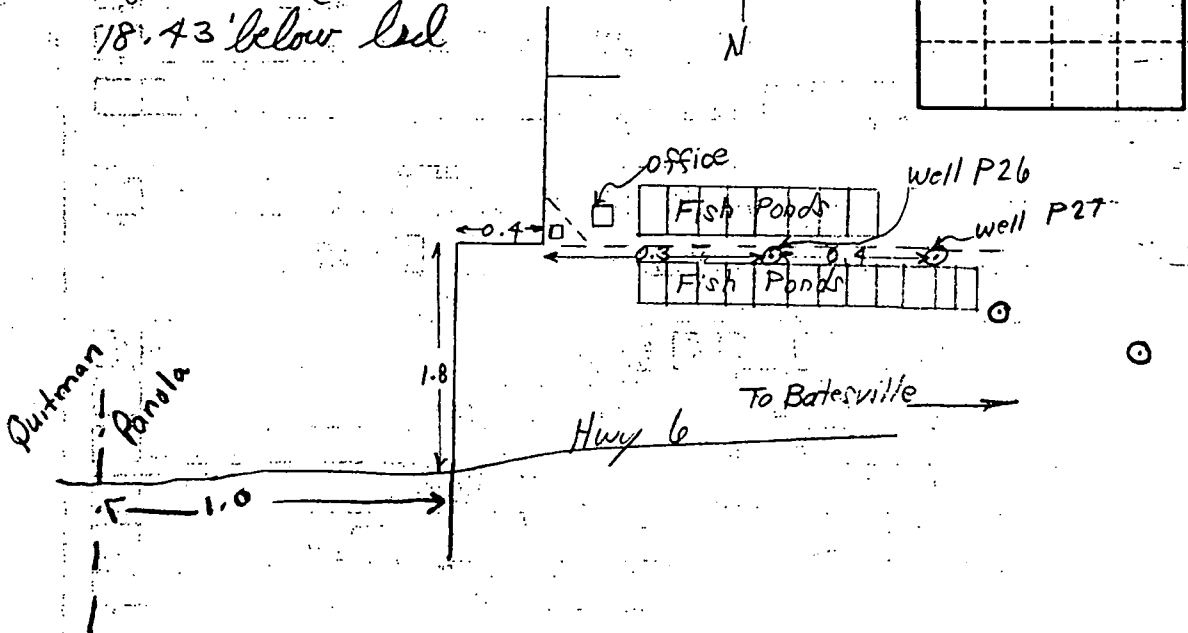 18.43' below lsd
N
office
well P26
Fish Ponds
well P27
0.4
0.3
0.4
Fish Ponds
1.8
Quitman
Panola
To Batesville
Hwy 6
1.0